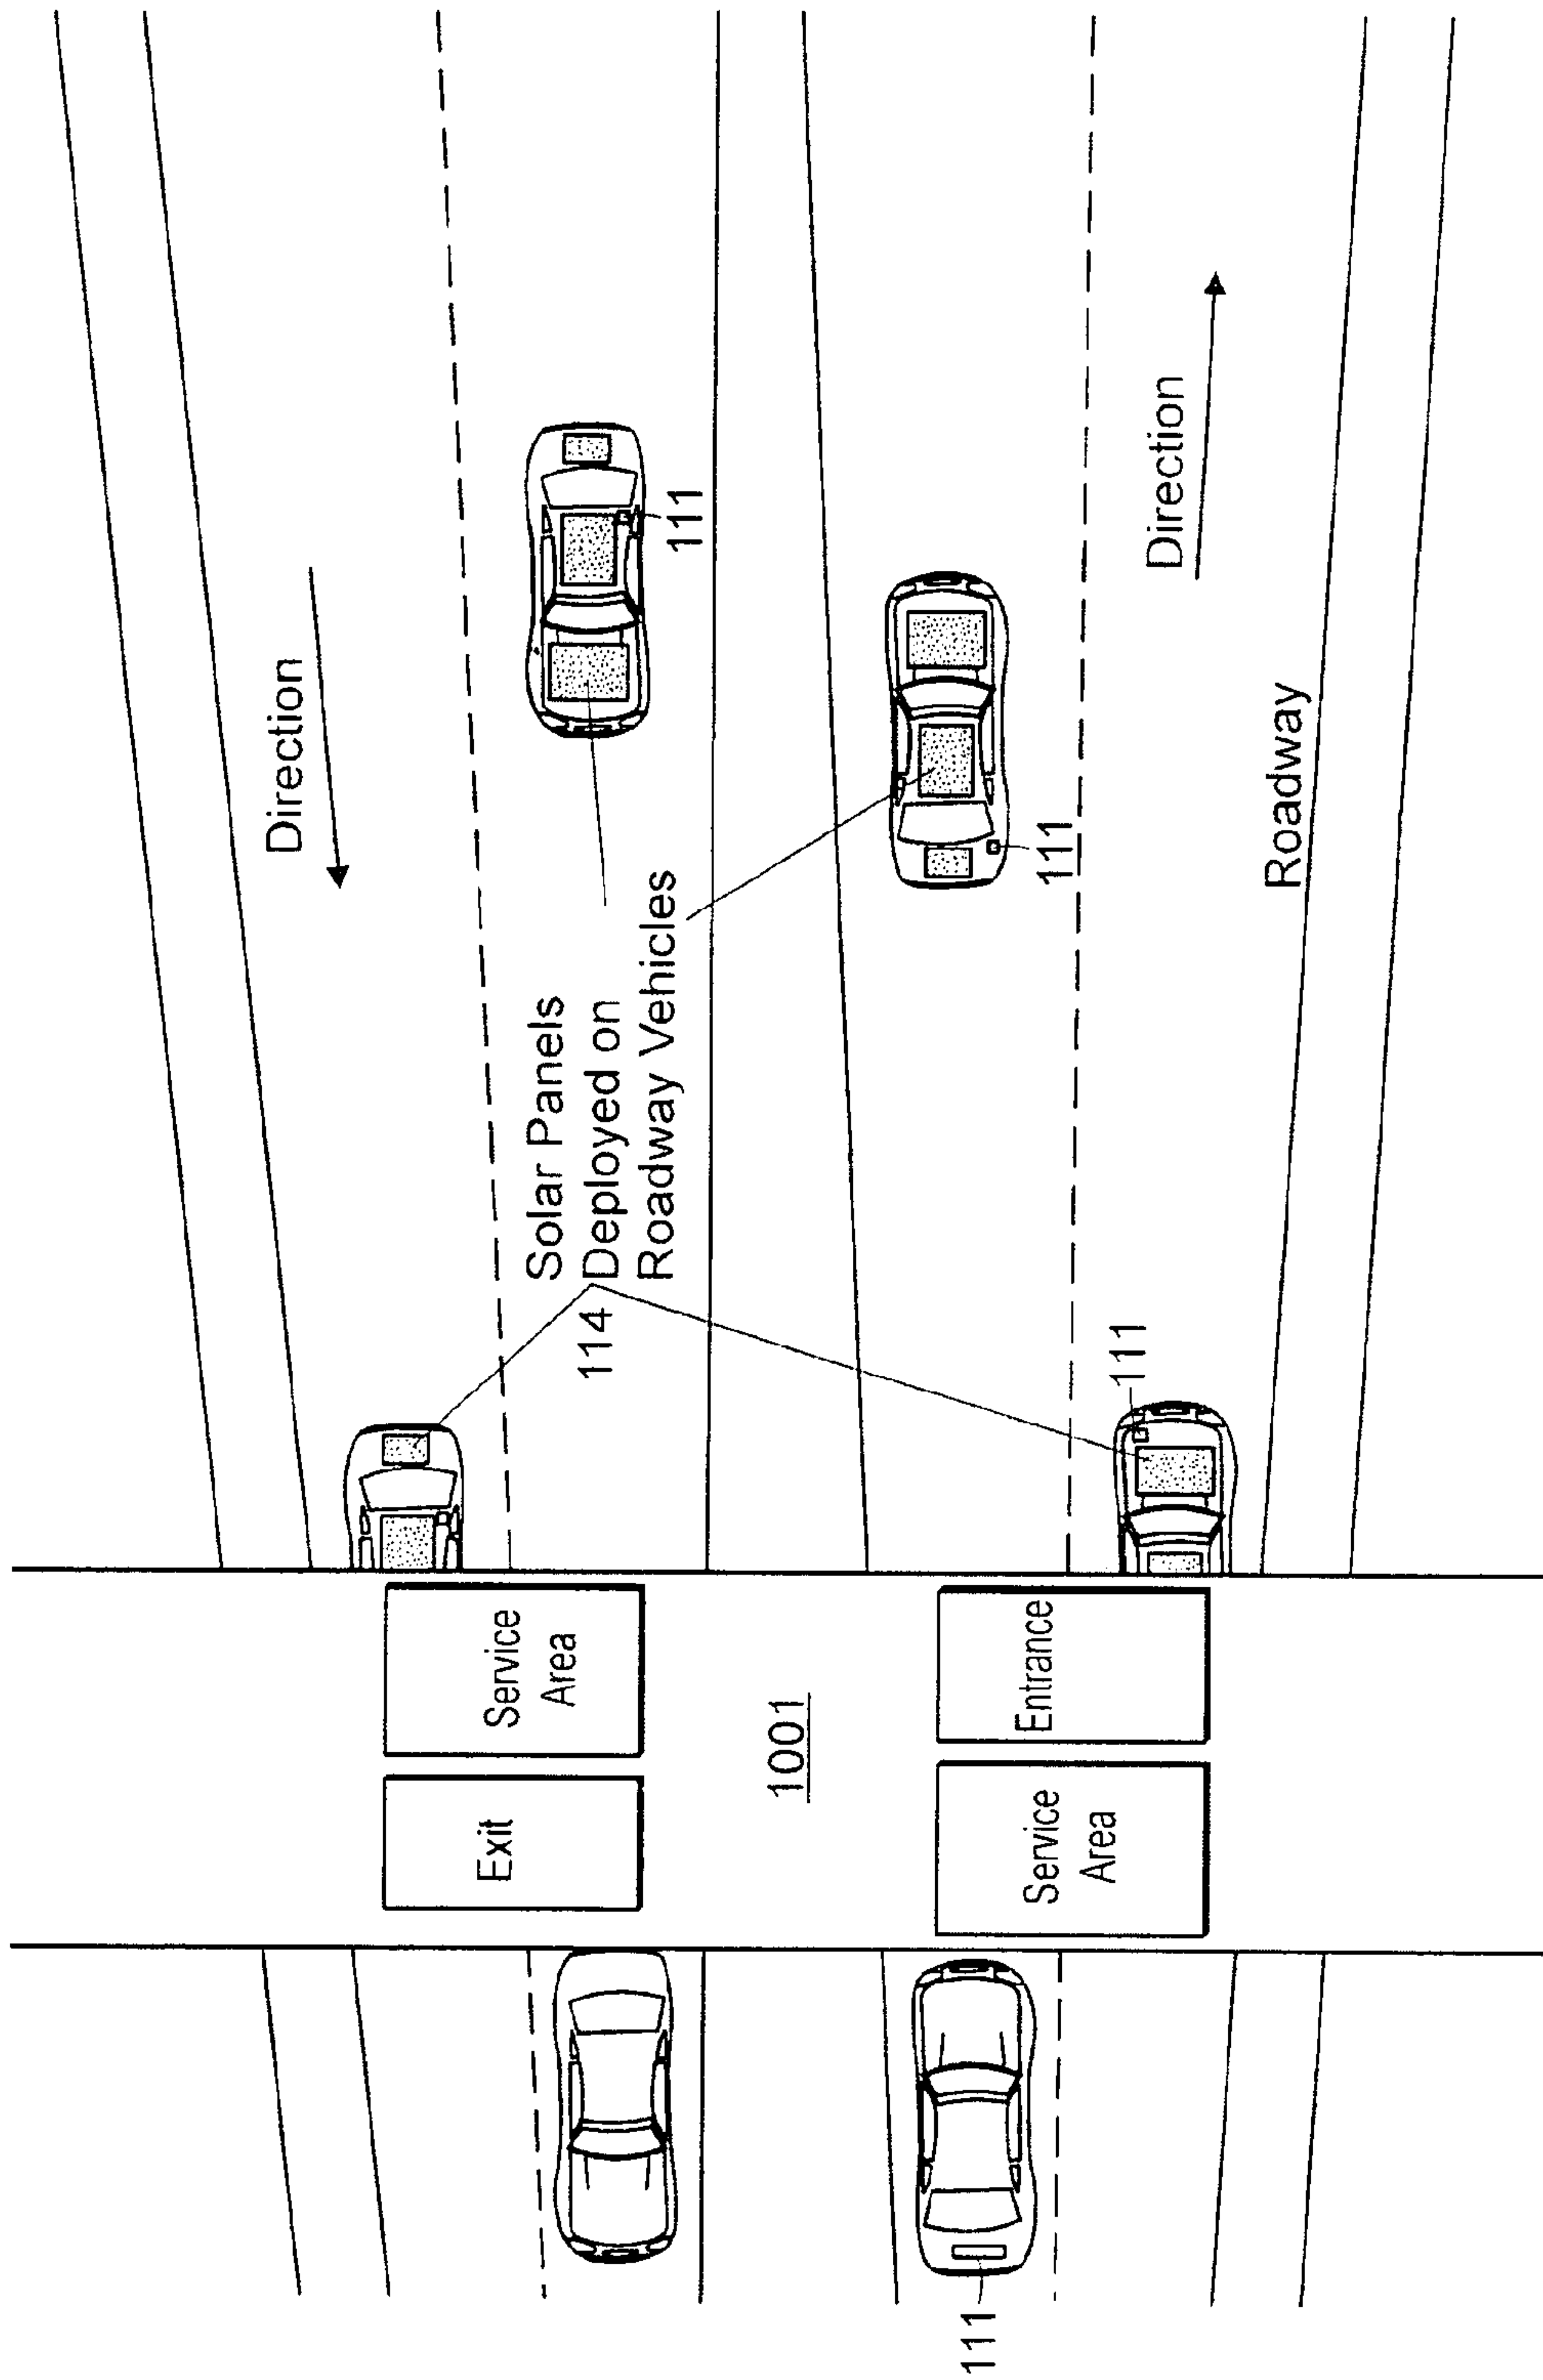 Direction
Exit
Service
Area
Solar Panels
114 Deployed on
Roadway Vehicles
111
1001
111
Service
Area
Entrance
111
111
Direction
Roadway